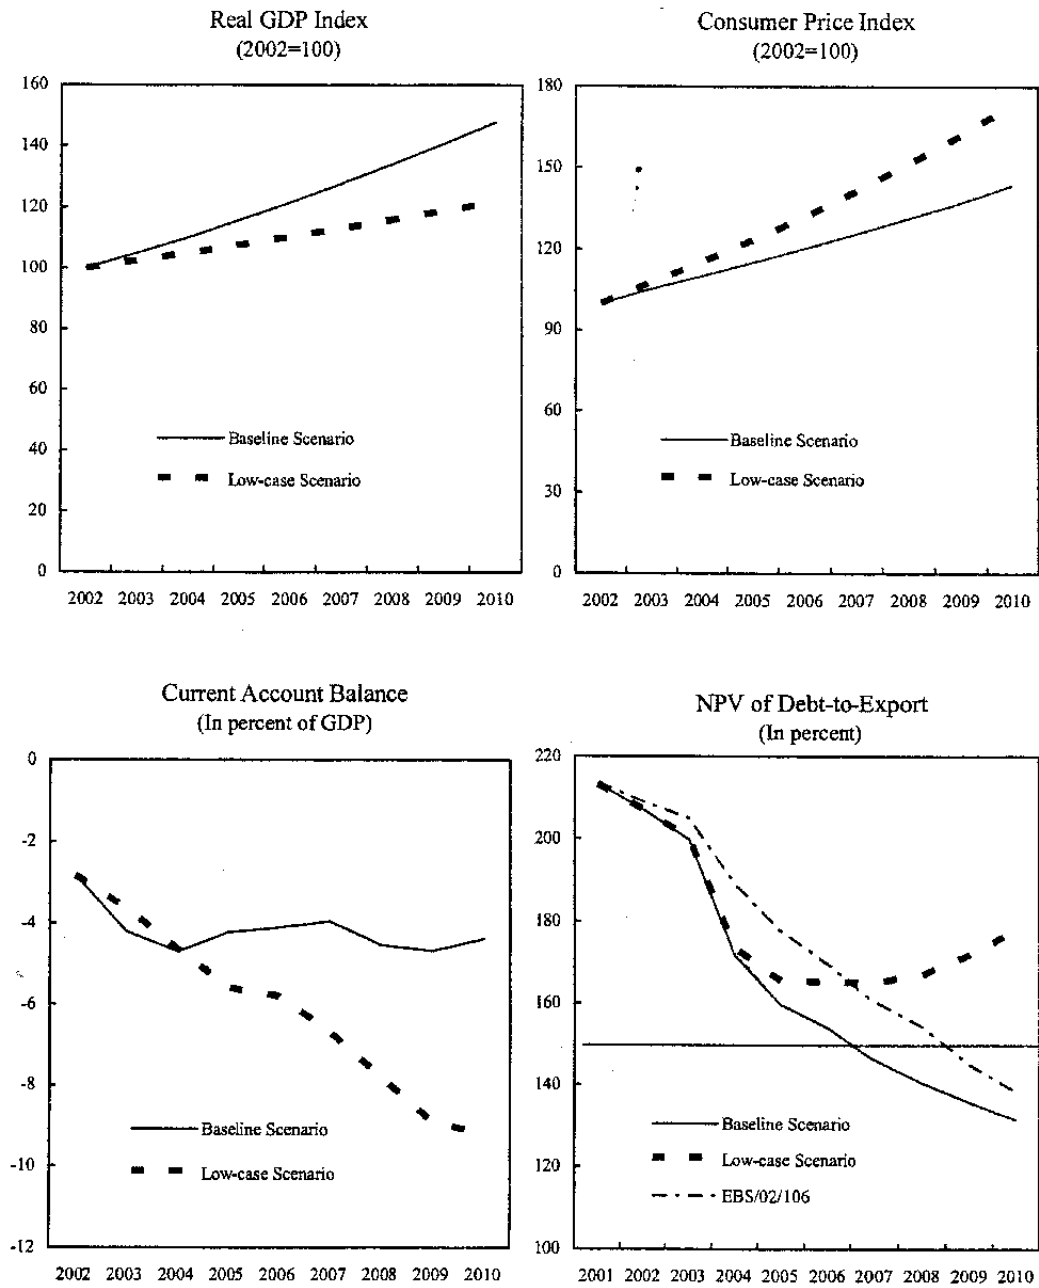 Real GDP Index
(2002=100)
160
140
120
100
80
60
40
20
0
Baseline Scenario
Low-case Scenario
2002 2003 2004 2005 2006 2007 2008 2009 2010
Consumer Price Index
(2002=100)
180
150
120
90
60
30
0
Baseline Scenario
Low-case Scenario
2002 2003 2004 2005 2006 2007 2008 2009 2010
Current Account Balance
(In percent of GDP)
0
-2
-4
-6
-8
-10
-12
Baseline Scenario
Low-case Scenario
2002 2003 2004 2005 2006 2007 2008 2009 2010
NPV of Debt-to-Export
(In percent)
220
200
180
160
140
120
100
Baseline Scenario
Low-case Scenario
EBS/02/106
2001 2002 2003 2004 2005 2006 2007 2008 2009 2010